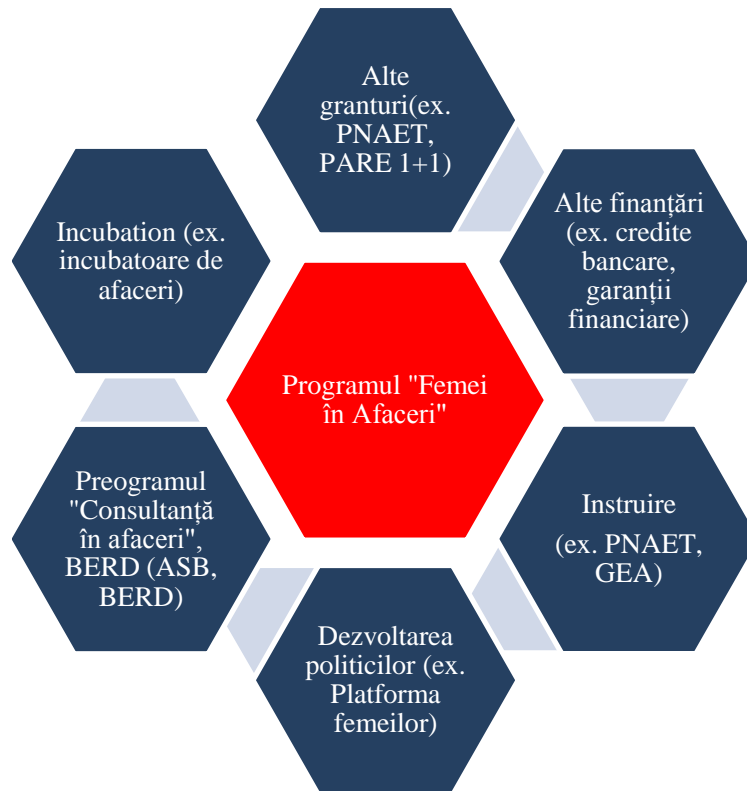 Alte
granturi(ex.
PNAET,
PARE 1+1)
Alte finanțări
(ex. credite
bancare,
garanții
financiare)
Instruire
(ex. PNAET,
GEA)
Dezvoltarea
politicilor (ex.
Platforma
femeilor)
Preogramul
"Consultanță
în afaceri",
BERD (ASB,
BERD)
Incubation (ex.
incubatoare de
afaceri)
Programul "Femei
în Afaceri"